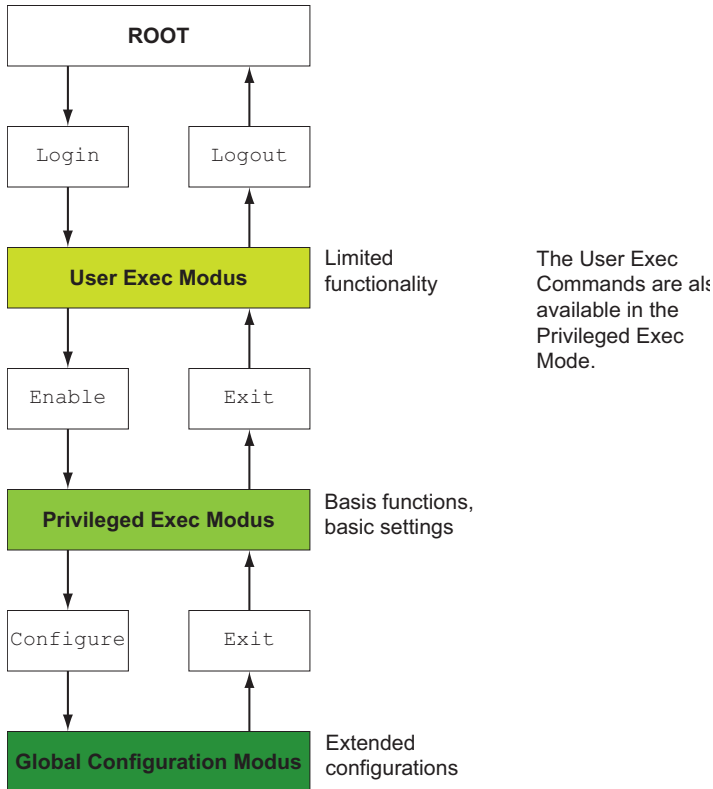 ROOT
Login
Logout
User Exec Modus
Limited
functionality
The User Exec
Commands are als
available in the
Privileged Exec
Mode.
Enable
Exit
Privileged Exec Modus
Basis functions,
basic settings
Configure
Exit
Global Configuration Modus
Extended
configurations